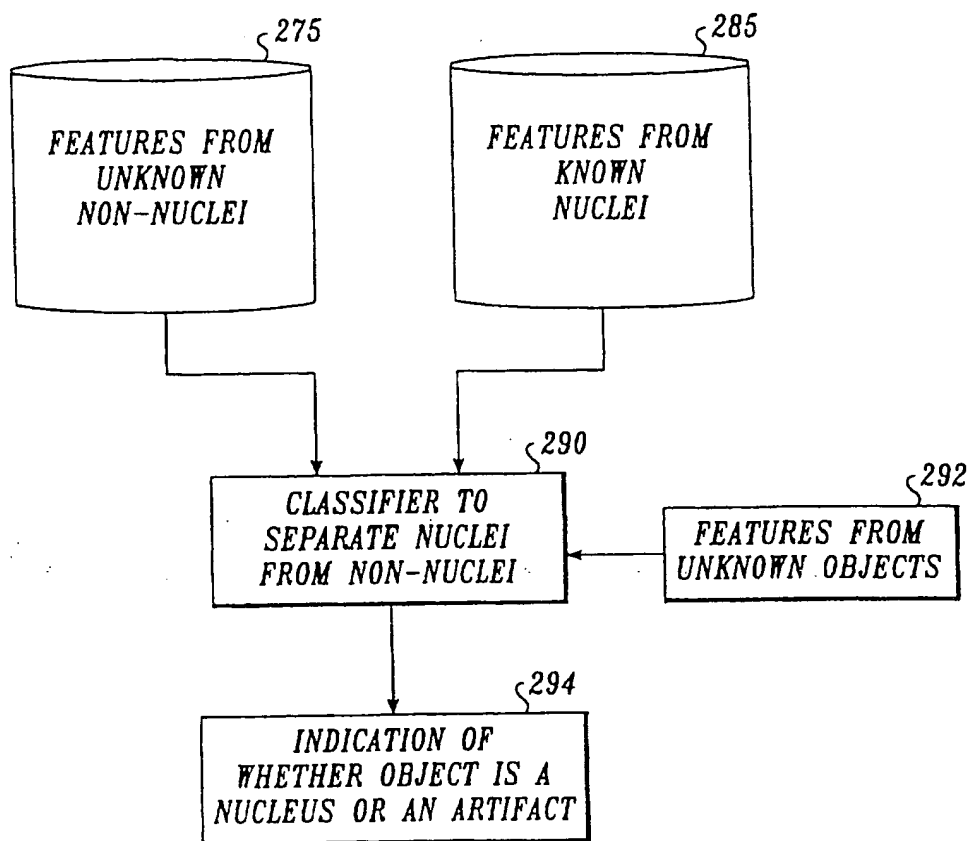 275
285
FEATURES FROM
UNKNOWN
NON-NUCLEI
FEATURES FROM
KNOWN
NUCLEI
290
CLASSIFIER TO
SEPARATE NUCLEI
FROM NON-NUCLEI
292
FEATURES FROM
UNKNOWN OBJECTS
294
INDICATION OF
WHETHER OBJECT IS A
NUCLEUS OR AN ARTIFACT